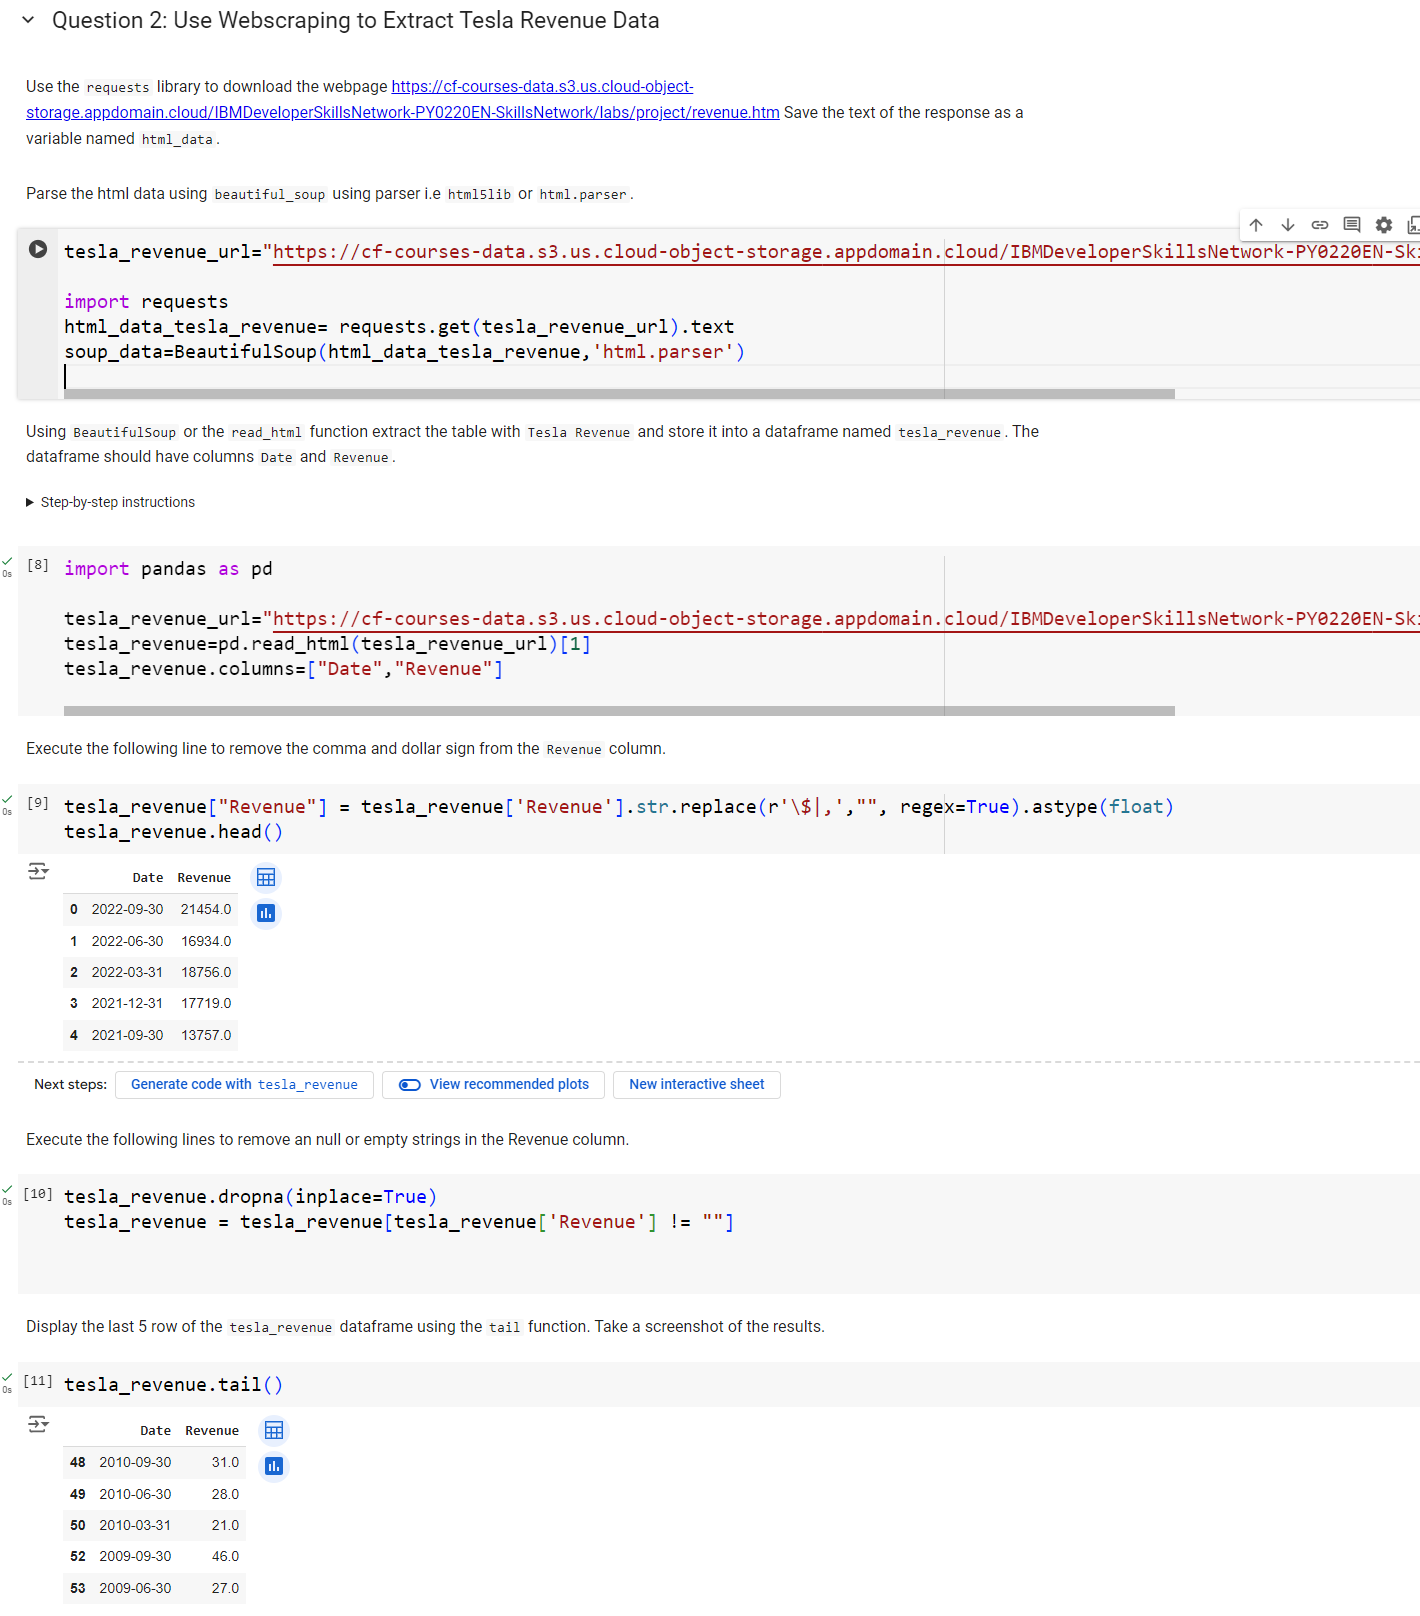 Question 2: Use Webscraping to Extract Tesla Revenue Data
Use the requests library to download the webpage https://cf-courses-data.s3.us.cloud-object-
storage.appdomain.cloud/IBMDeveloperSkillsNetwork-PY0220EN-SkillsNetwork/labs/project/revenue.htm Save the text of the response as a
variable named html_data.
Parse the html data using beautiful_soup using parser i.e html5lib or html.parser.
tesla_revenue_url="https://cf-courses-data.s3.us.cloud-object-storage.appdomain.cloud/IBMDeveloperSkillsNetwork-PY0220EN-Ski
import requests
html_data_tesla_revenue= requests.get(tesla_revenue_url).text
soup_data=BeautifulSoup(html_data_tesla_revenue,'html.parser')
Using BeautifulSoup or the read_html function extract the table with Tesla Revenue and store it into a dataframe named tesla_revenue. The
dataframe should have columns Date and Revenue.
Step-by-step instructions
0s [8] import pandas as pd
tesla_revenue_url="https://cf-courses-data.s3.us.cloud-object-storage.appdomain.cloud/IBMDeveloperSkillsNetwork-PY0220EN-Ski
tesla_revenue=pd.read_html(tesla_revenue_url)[1]
tesla_revenue.columns=["Date","Revenue"]
Execute the following line to remove the comma and dollar sign from the Revenue column.
0s [9] tesla_revenue["Revenue"] = tesla_revenue['Revenue'].str.replace(r'\$|,',"", regex=True).astype(float)
tesla_revenue.head()
Date Revenue
0 2022-09-30 21454.0
1 2022-06-30 16934.0
2 2022-03-31 18756.0
3 2021-12-31 17719.0
4 2021-09-30 13757.0
Next steps: Generate code with tesla_revenue View recommended plots New interactive sheet
Execute the following lines to remove an null or empty strings in the Revenue column.
0s [10] tesla_revenue.dropna(inplace=True)
tesla_revenue = tesla_revenue[tesla_revenue['Revenue'] != ""]
Display the last 5 row of the tesla_revenue dataframe using the tail function. Take a screenshot of the results.
0s [11] tesla_revenue.tail()
Date Revenue
48 2010-09-30 31.0
49 2010-06-30 28.0
50 2010-03-31 21.0
52 2009-09-30 46.0
53 2009-06-30 27.0